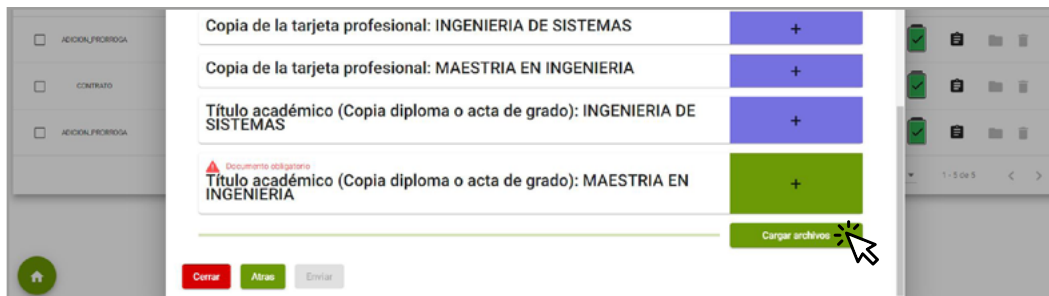 Copia de la tarjeta profesional: INGENIERIA DE SISTEMAS
+
ADICION_PRORROGA
Copia de la tarjeta profesional: MAESTRIA EN INGENIERIA
+
CONTRATO
Título académico (Copia diploma o acta de grado): INGENIERIA DE
SISTEMAS
+
ADICION_PRORROGA
Documento obligatorio
Título académico (Copia diploma o acta de grado): MAESTRIA EN
INGENIERIA
+
1 - 5 de 5
Cargar archivos
Cerrar
Atras
Enviar